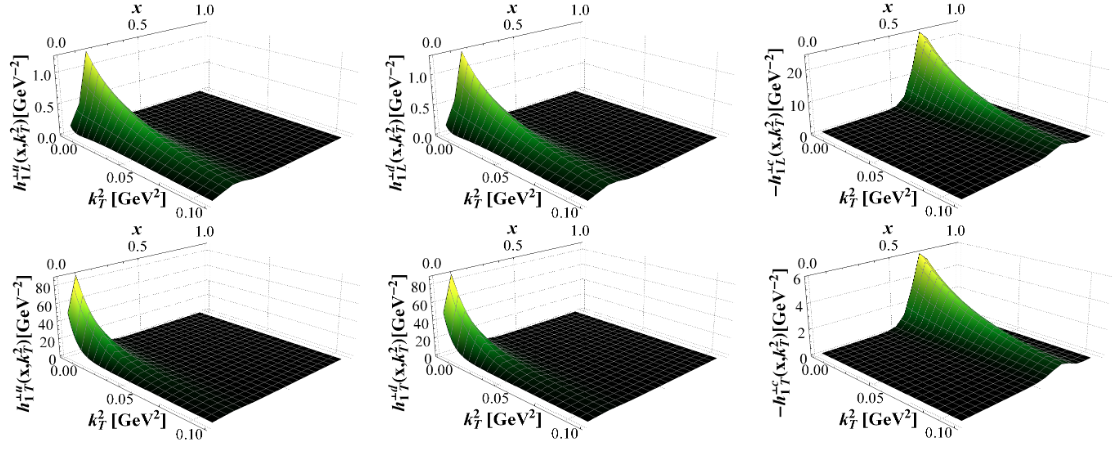 x
0.0 0.5 1.0
1.0
0.5
0.0
h⊥u1L(x,k2T)[GeV−2]
0.00
0.05
0.10
k2T [GeV2]
x
0.0 0.5 1.0
1.0
0.5
0.0
h⊥d1L(x,k2T)[GeV−2]
0.00
0.05
0.10
k2T [GeV2]
x
0.0 0.5 1.0
20
10
0
−h⊥c1L(x,k2T)[GeV−2]
0.00
0.05
0.10
k2T [GeV2]
x
0.0 0.5 1.0
80
60
40
20
0
h⊥u1T(x,k2T)[GeV−2]
0.00
0.05
0.10
k2T [GeV2]
x
0.0 0.5 1.0
80
60
40
20
0
h⊥d1T(x,k2T)[GeV−2]
0.00
0.05
0.10
k2T [GeV2]
x
0.0 0.5 1.0
6
4
2
0
−h⊥c1T(x,k2T)[GeV−2]
0.00
0.05
0.10
k2T [GeV2]